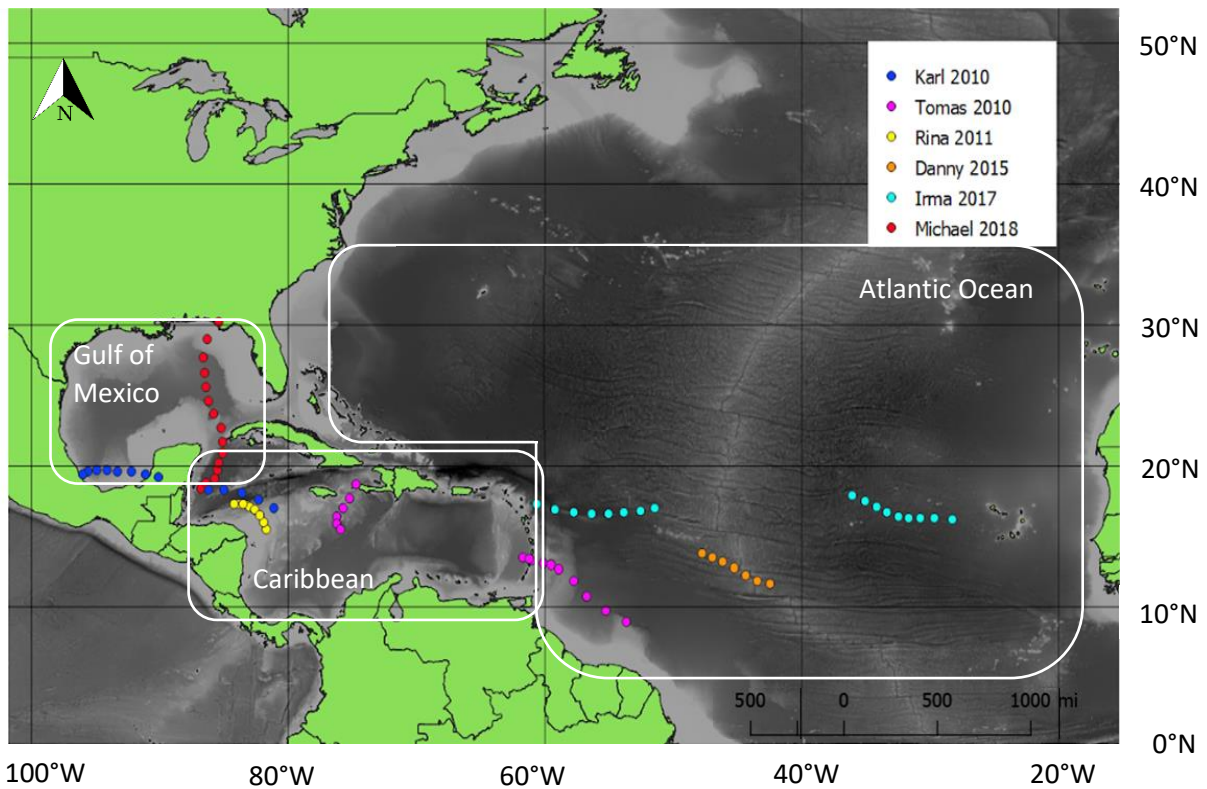 50°N
Karl 2010
N
Tomas 2010
Rina 2011
Danny 2015
40°N
Irma 2017
Michael 2018
Atlantic Ocean
30°N
Gulf of
Mexico
20°N
Caribbean
10°N
500 0 500 1000 mi
0°N
100°W 80°W 60°W 40°W 20°W